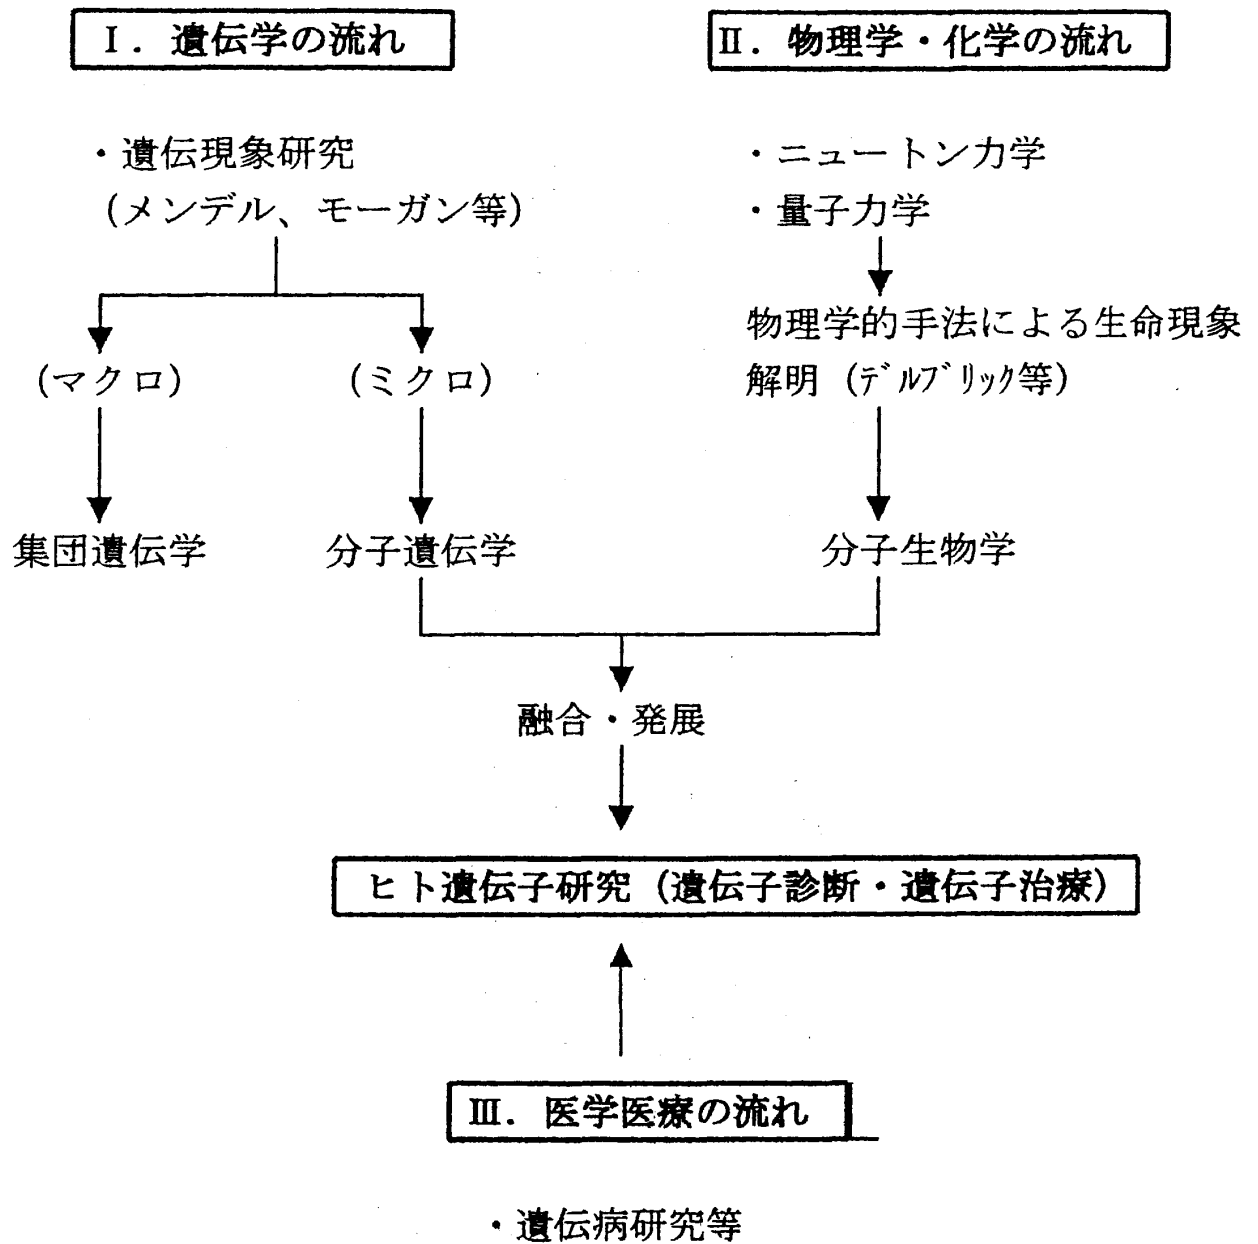 Ⅰ．遺伝学の流れ
・遺伝現象研究
(メンデル、モーガン等)
(マクロ)
(ミクロ)
集団遺伝学
分子遺伝学
Ⅱ．物理学・化学の流れ
・ニュートン力学
・量子力学
物理学的手法による生命現象
解明 (ﾃﾞﾙﾌﾞﾘｯｸ等)
分子生物学
融合・発展
ヒト遺伝子研究 (遺伝子診断・遺伝子治療)
Ⅲ．医学医療の流れ
・遺伝病研究等